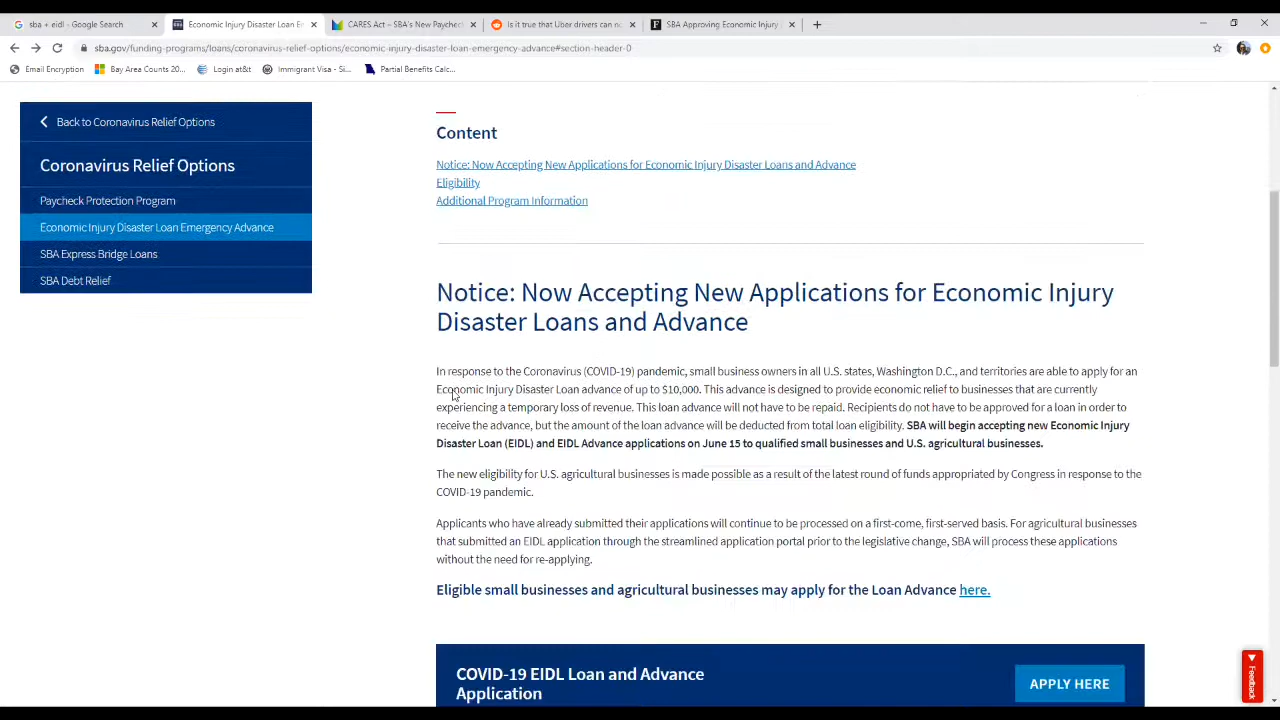 sba + eidl - Google Search
Economic Injury Disaster Loan Em
CARES Act – SBA's New Paycheck
Is it true that Uber drivers can no
SBA Approving Economic Injury
sba.gov/funding-programs/loans/coronavirus-relief-options/economic-injury-disaster-loan-emergency-advance#section-header-0
Email Encryption
Bay Area Counts 20...
Login at&t
Immigrant Visa - Si...
Partial Benefits Calc...
Back to Coronavirus Relief Options
Coronavirus Relief Options
Paycheck Protection Program
Economic Injury Disaster Loan Emergency Advance
SBA Express Bridge Loans
SBA Debt Relief
Content
Notice: Now Accepting New Applications for Economic Injury Disaster Loans and Advance
Eligibility
Additional Program Information
Notice: Now Accepting New Applications for Economic Injury
Disaster Loans and Advance
In response to the Coronavirus (COVID-19) pandemic, small business owners in all U.S. states, Washington D.C., and territories are able to apply for an
Economic Injury Disaster Loan advance of up to $10,000. This advance is designed to provide economic relief to businesses that are currently
experiencing a temporary loss of revenue. This loan advance will not have to be repaid. Recipients do not have to be approved for a loan in order to
receive the advance, but the amount of the loan advance will be deducted from total loan eligibility. SBA will begin accepting new Economic Injury
Disaster Loan (EIDL) and EIDL Advance applications on June 15 to qualified small businesses and U.S. agricultural businesses.
The new eligibility for U.S. agricultural businesses is made possible as a result of the latest round of funds appropriated by Congress in response to the
COVID-19 pandemic.
Applicants who have already submitted their applications will continue to be processed on a first-come, first-served basis. For agricultural businesses
that submitted an EIDL application through the streamlined application portal prior to the legislative change, SBA will process these applications
without the need for re-applying.
Eligible small businesses and agricultural businesses may apply for the Loan Advance here.
COVID-19 EIDL Loan and Advance
Application
APPLY HERE
Feedback